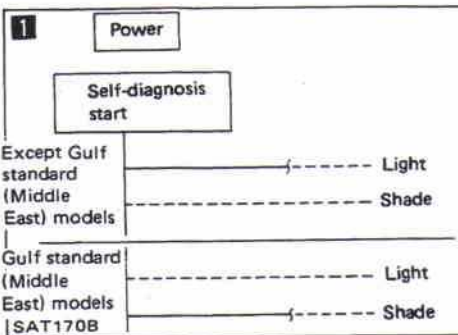 1
Power
Self-diagnosis
start
Except Gulf
standard
(Middle
East) models
Light
Shade
Gulf standard
(Middle
East) models
SAT170B
Light
Shade